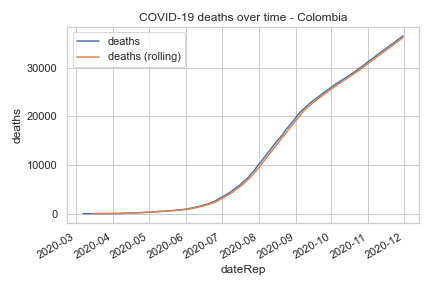 COVID-19 deaths over time - Colombia
deaths
deaths (rolling)
deaths
30000
20000
10000
0
2020-03
2020-04
2020-05
2020-06
2020-07
2020-08
2020-09
2020-10
2020-11
2020-12
dateRep